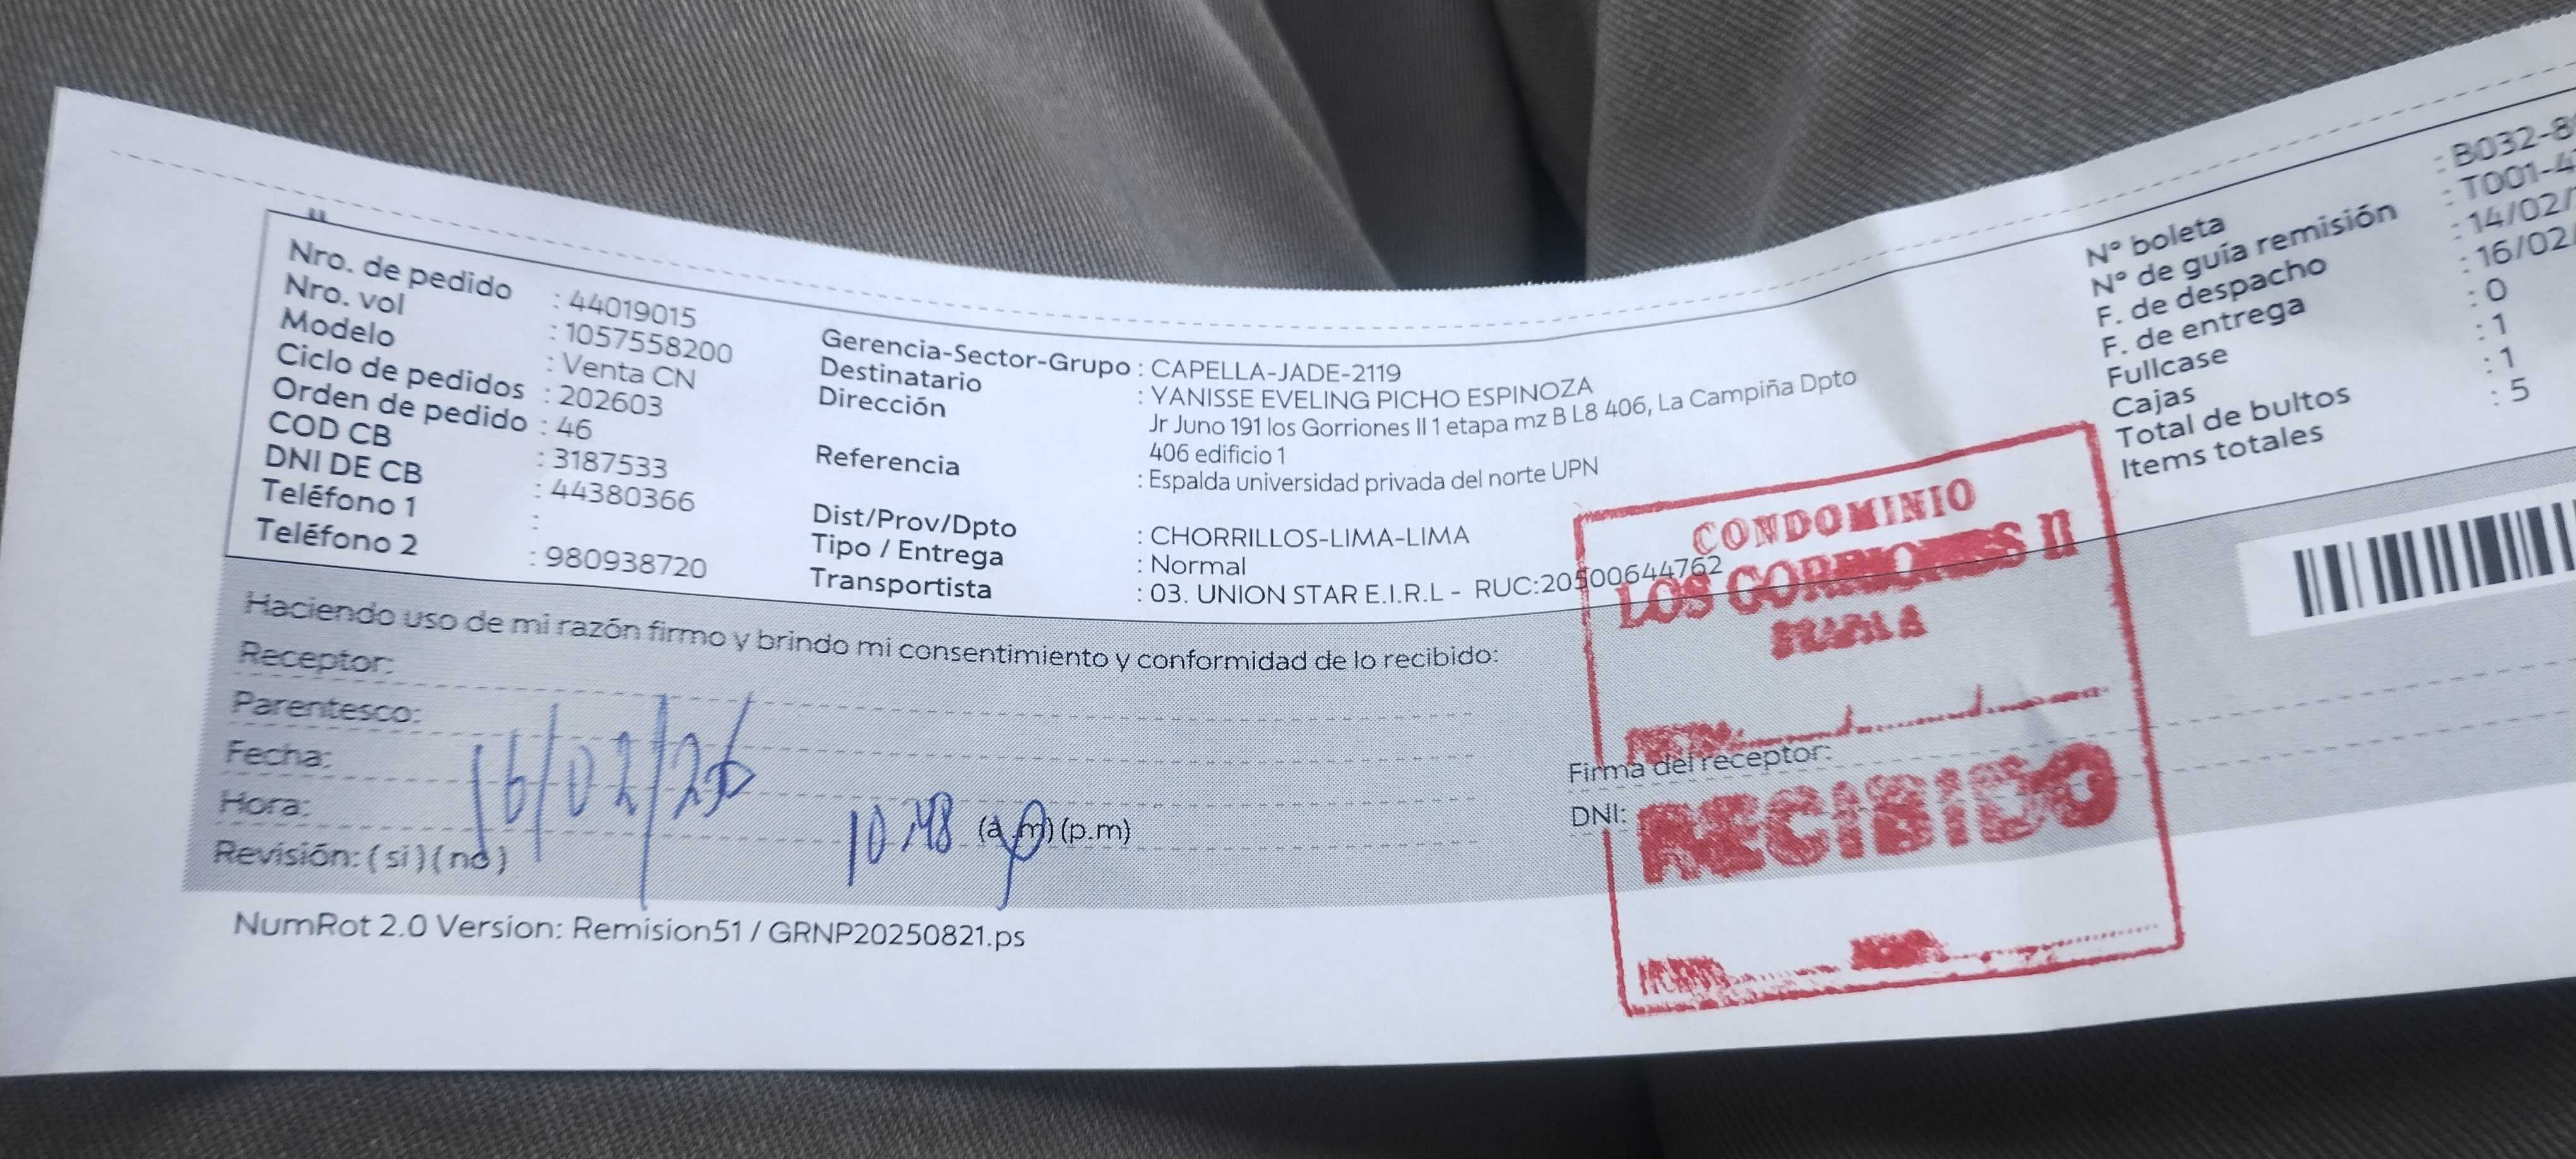 Nro. de pedido : 44019015
Nro. vol : 1057558200
Modelo : Venta CN
Ciclo de pedidos : 202603
Orden de pedido : 46
COD CB : 3187533
DNI DE CB : 44380366
Teléfono 1 :
Teléfono 2 : 980938720
Gerencia-Sector-Grupo : CAPELLA-JADE-2119
Destinatario : YANISSE EVELING PICHO ESPINOZA
Dirección Jr Juno 191 los Gorriones II 1 etapa mz B L8 406, La Campiña Dpto
406 edificio 1
Referencia : Espalda universidad privada del norte UPN
Dist/Prov/Dpto : CHORRILLOS-LIMA-LIMA
Tipo / Entrega : Normal
Transportista : 03. UNION STAR E.I.R.L - RUC:20500644762
N° boleta : B032-8
N° de guía remisión : T001-4
F. de despacho : 14/02/
F. de entrega : 16/02/
Fullcase : 0
Cajas : 1
Total de bultos : 1
Items totales : 5
Haciendo uso de mi razón firmo y brindo mi consentimiento y conformidad de lo recibido:
Receptor:
Parentesco:
Fecha: 16/02/26
Hora: 10:48 (a.m) (p.m)
Revisión: ( si ) ( no )
Firma del receptor:
DNI:
CONDOMINIO
LOS GORRIONES II
RECIBIDO
NumRot 2.0 Version: Remision51 / GRNP20250821.ps